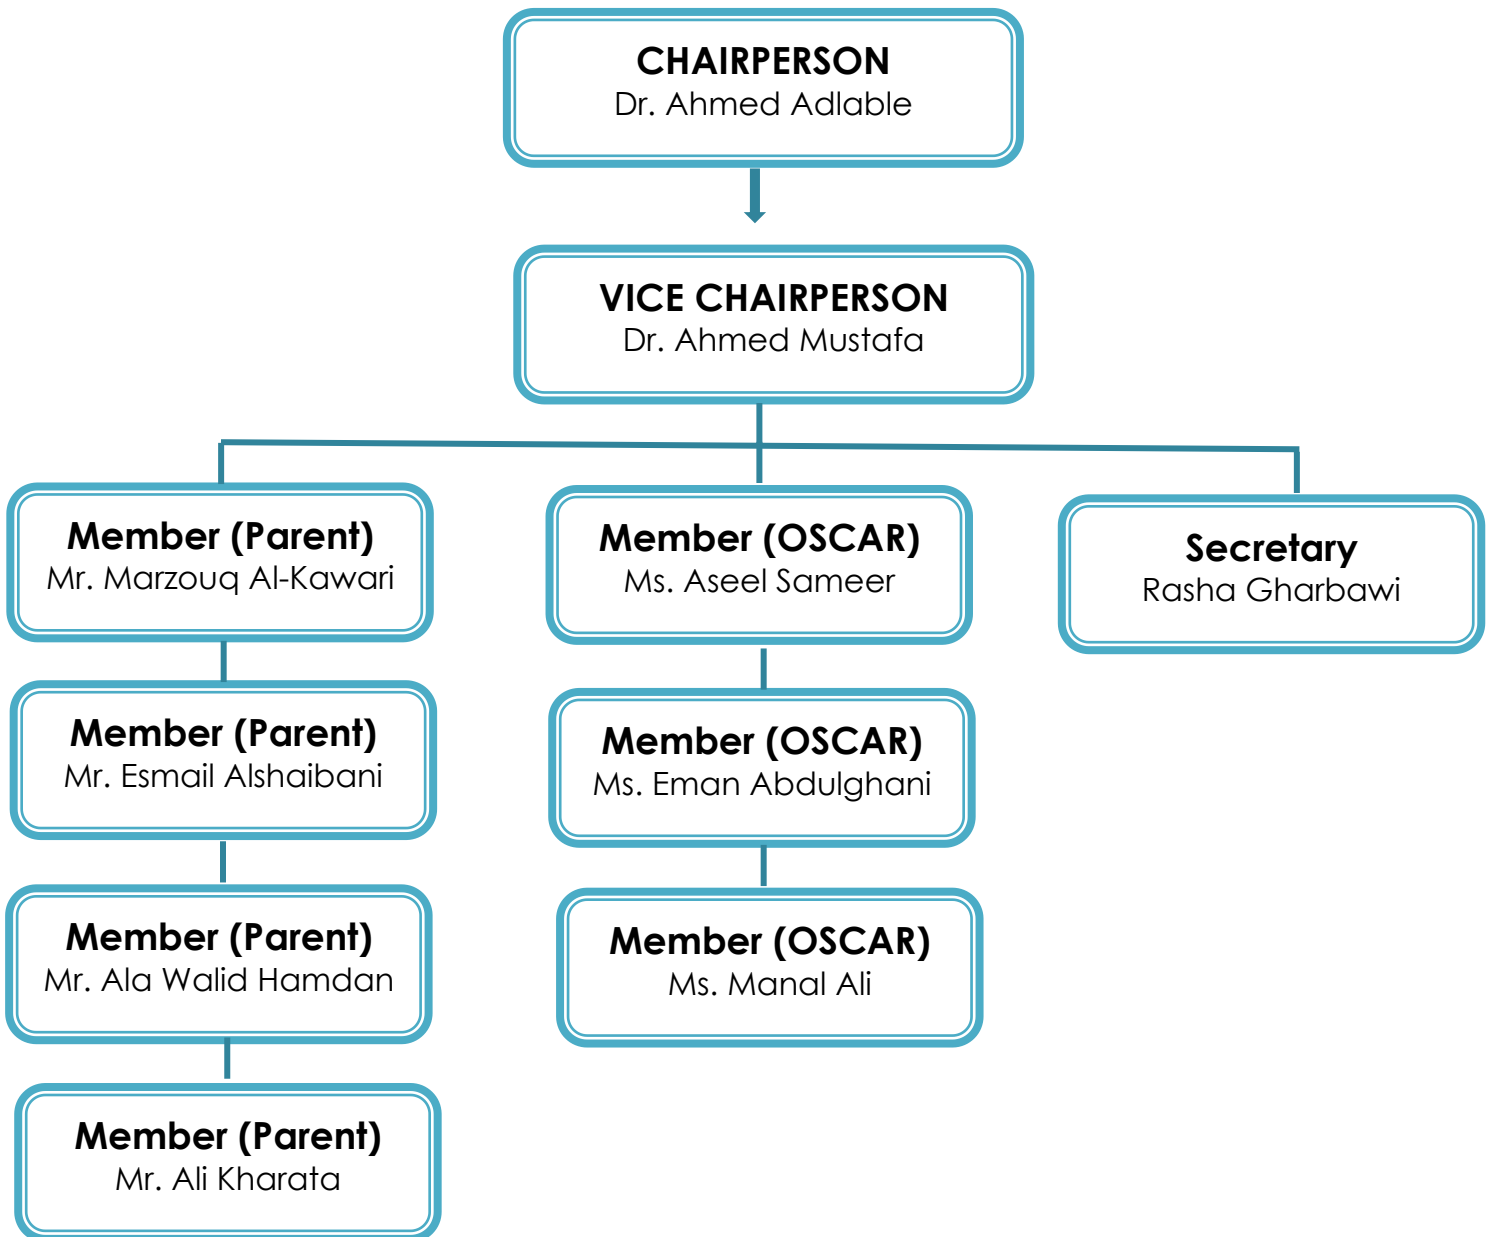 CHAIRPERSON
Dr. Ahmed Adlable
VICE CHAIRPERSON
Dr. Ahmed Mustafa
Member (Parent)
Mr. Marzouq Al-Kawari
Member (OSCAR)
Ms. Aseel Sameer
Secretary
Rasha Gharbawi
Member (Parent)
Mr. Esmail Alshaibani
Member (OSCAR)
Ms. Eman Abdulghani
Member (Parent)
Mr. Ala Walid Hamdan
Member (OSCAR)
Ms. Manal Ali
Member (Parent)
Mr. Ali Kharata